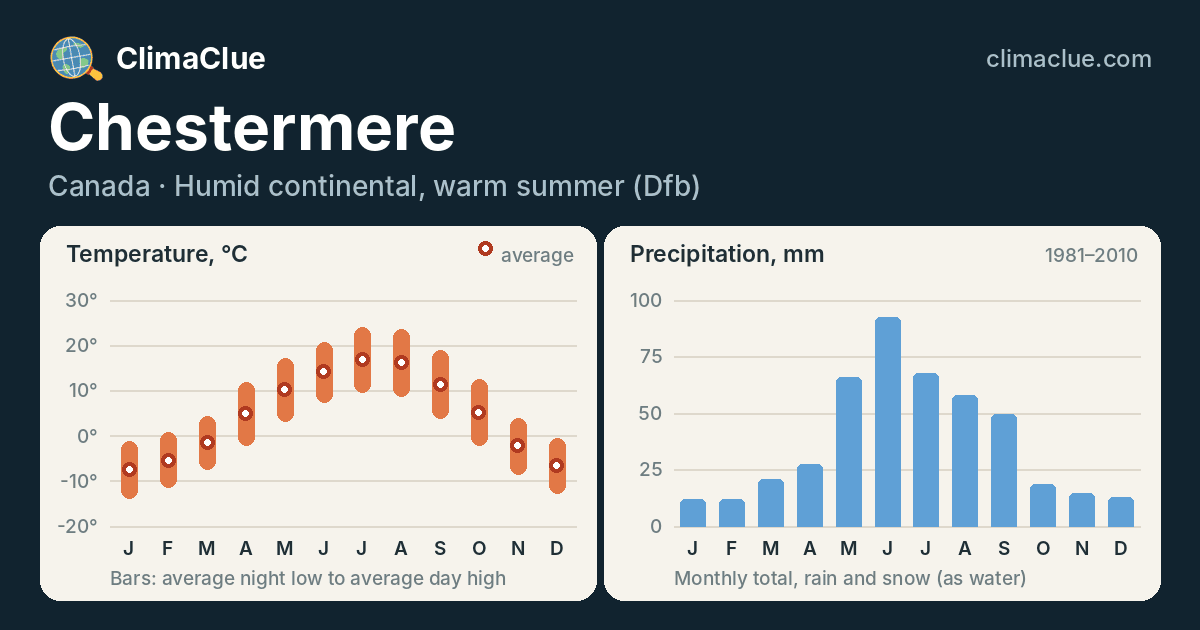 ClimaClue
climaclue.com
Chestermere
Canada · Humid continental, warm summer (Dfb)
Temperature, °C
average
30°
20°
10°
0°
-10°
-20°
J F M A M J J A S O N D
Bars: average night low to average day high
Precipitation, mm
1981–2010
100
75
50
25
0
J F M A M J J A S O N D
Monthly total, rain and snow (as water)